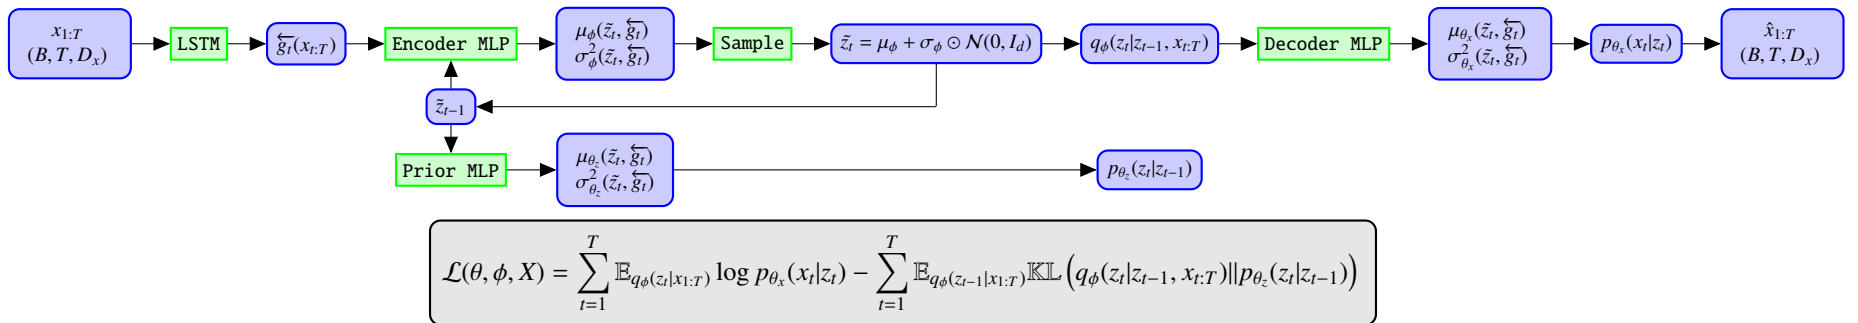 x_{1:T}
(B, T, D_x)
LSTM
\overleftarrow{g_t}(x_{t:T})
Encoder MLP
μ_ϕ(z̃_t, \overleftarrow{g_t})
σ²_ϕ(z̃_t, \overleftarrow{g_t})
Sample
z̃_t = μ_ϕ + σ_ϕ ⊙ 𝒩(0, I_d)
q_ϕ(z_t|z_{t−1}, x_{t:T})
Decoder MLP
μ_{θ_x}(z̃_t, \overleftarrow{g_t})
σ²_{θ_x}(z̃_t, \overleftarrow{g_t})
p_{θ_x}(x_t|z_t)
x̂_{1:T}
(B, T, D_x)
z̃_{t−1}
Prior MLP
μ_{θ_z}(z̃_t, \overleftarrow{g_t})
σ²_{θ_z}(z̃_t, \overleftarrow{g_t})
p_{θ_z}(z_t|z_{t−1})
ℒ(θ, ϕ, X) = \sum_{t=1}^{T} 𝔼_{q_ϕ(z_t|x_{1:T})} log p_{θ_x}(x_t|z_t) − \sum_{t=1}^{T} 𝔼_{q_ϕ(z_{t−1}|x_{1:T})} 𝕂𝕃 (q_ϕ(z_t|z_{t−1}, x_{t:T})||p_{θ_z}(z_t|z_{t−1}))